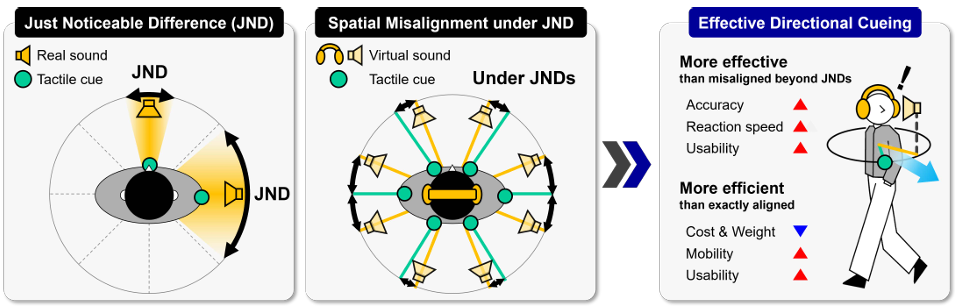 Just Noticeable Difference (JND)
Real sound
Tactile cue
JND
JND
Spatial Misalignment under JND
Virtual sound
Tactile cue
Under JNDs
Effective Directional Cueing
More effective
than misaligned beyond JNDs
Accuracy
Reaction speed
Usability
More efficient
than exactly aligned
Cost & Weight
Mobility
Usability
!